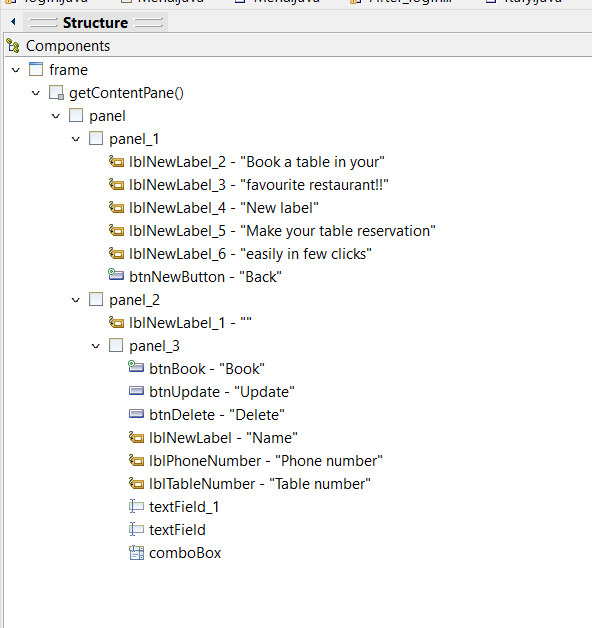 Structure
Components
frame
getContentPane()
panel
panel_1
lblNewLabel_2 - "Book a table in your"
lblNewLabel_3 - "favourite restaurant!!"
lblNewLabel_4 - "New label"
lblNewLabel_5 - "Make your table reservation"
lblNewLabel_6 - "easily in few clicks"
btnNewButton - "Back"
panel_2
lblNewLabel_1 - ""
panel_3
btnBook - "Book"
btnUpdate - "Update"
btnDelete - "Delete"
lblNewLabel - "Name"
lblPhoneNumber - "Phone number"
lblTableNumber - "Table number"
textField_1
textField
comboBox